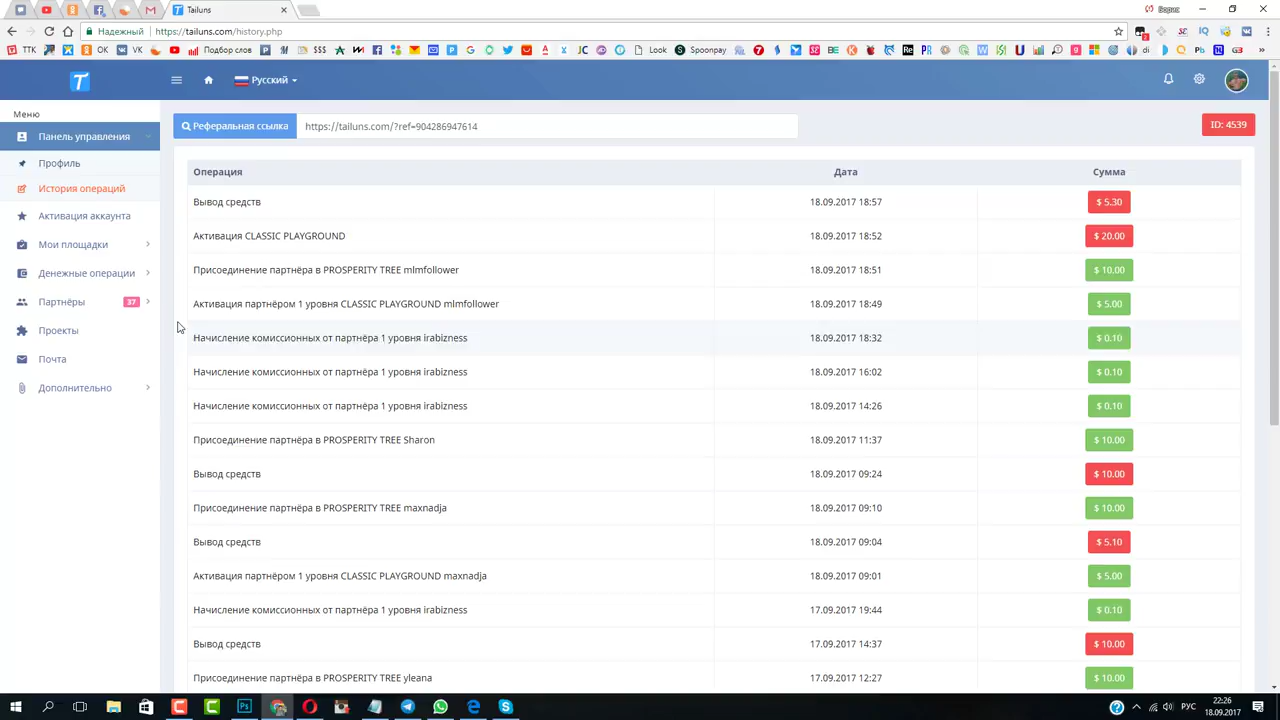 Tailuns
Борис
Надежный
https://tailuns.com/history.php
TTK
OK
VK
Подбор слов
$$$
JC
Look
Spoonpay
di
G3
Русский
Меню
Панель управления
Профиль
История операций
Активация аккаунта
Мои площадки
Денежные операции
Партнёры 37
Проекты
Почта
Дополнительно
Реферальная ссылка https://tailuns.com/?ref=904286947614 ID: 4539
Операция Дата Сумма
Вывод средств 18.09.2017 18:57 $ 5.30
Активация CLASSIC PLAYGROUND 18.09.2017 18:52 $ 20.00
Присоединение партнёра в PROSPERITY TREE mlmfollower 18.09.2017 18:51 $ 10.00
Активация партнёром 1 уровня CLASSIC PLAYGROUND mlmfollower 18.09.2017 18:49 $ 5.00
Начисление комиссионных от партнёра 1 уровня irabizness 18.09.2017 18:32 $ 0.10
Начисление комиссионных от партнёра 1 уровня irabizness 18.09.2017 16:02 $ 0.10
Начисление комиссионных от партнёра 1 уровня irabizness 18.09.2017 14:26 $ 0.10
Присоединение партнёра в PROSPERITY TREE Sharon 18.09.2017 11:37 $ 10.00
Вывод средств 18.09.2017 09:24 $ 10.00
Присоединение партнёра в PROSPERITY TREE maxnadja 18.09.2017 09:10 $ 10.00
Вывод средств 18.09.2017 09:04 $ 5.10
Активация партнёром 1 уровня CLASSIC PLAYGROUND maxnadja 18.09.2017 09:01 $ 5.00
Начисление комиссионных от партнёра 1 уровня irabizness 17.09.2017 19:44 $ 0.10
Вывод средств 17.09.2017 14:37 $ 10.00
Присоединение партнёра в PROSPERITY TREE yleana 17.09.2017 12:27 $ 10.00
РУС
22:26
18.09.2017